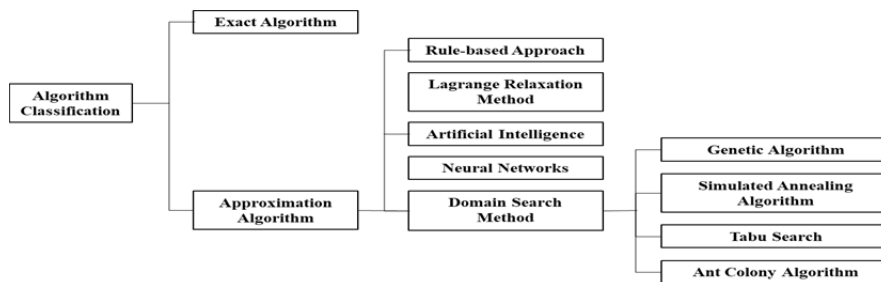 Exact Algorithm
Rule-based Approach
Algorithm
Classification
Lagrange Relaxation
Method
Artificial Intelligence
Neural Networks
Approximation
Algorithm
Domain Search
Method
Genetic Algorithm
Simulated Annealing
Algorithm
Tabu Search
Ant Colony Algorithm